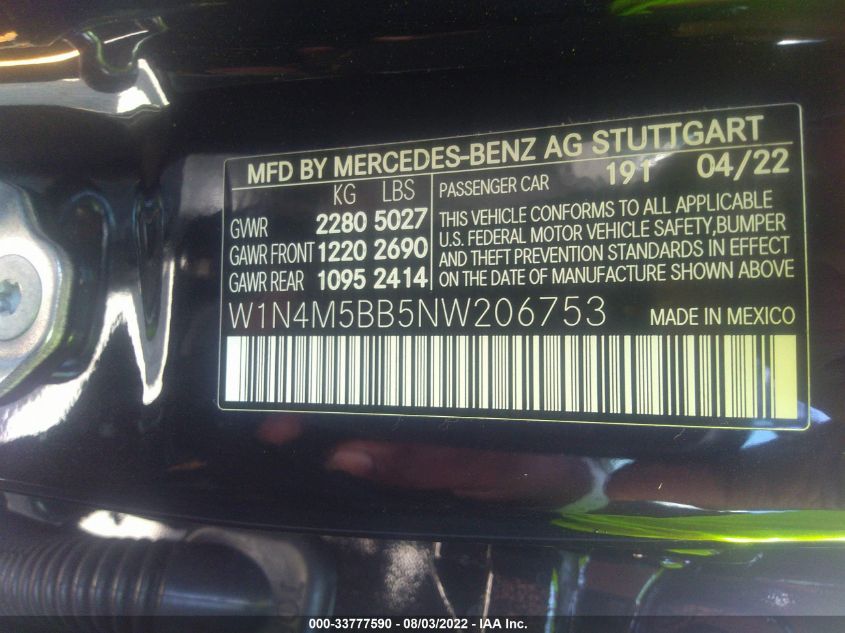 MFD BY MERCEDES-BENZ AG STUTTGART
KG LBS
GVWR 2280 5027
GAWR FRONT 1220 2690
GAWR REAR 1095 2414
PASSENGER CAR 191 04/22
THIS VEHICLE CONFORMS TO ALL APPLICABLE
U.S. FEDERAL MOTOR VEHICLE SAFETY,BUMPER
AND THEFT PREVENTION STANDARDS IN EFFECT
ON THE DATE OF MANUFACTURE SHOWN ABOVE
W1N4M5BB5NW206753 MADE IN MEXICO
000-33777590 - 08/03/2022 - IAA Inc.